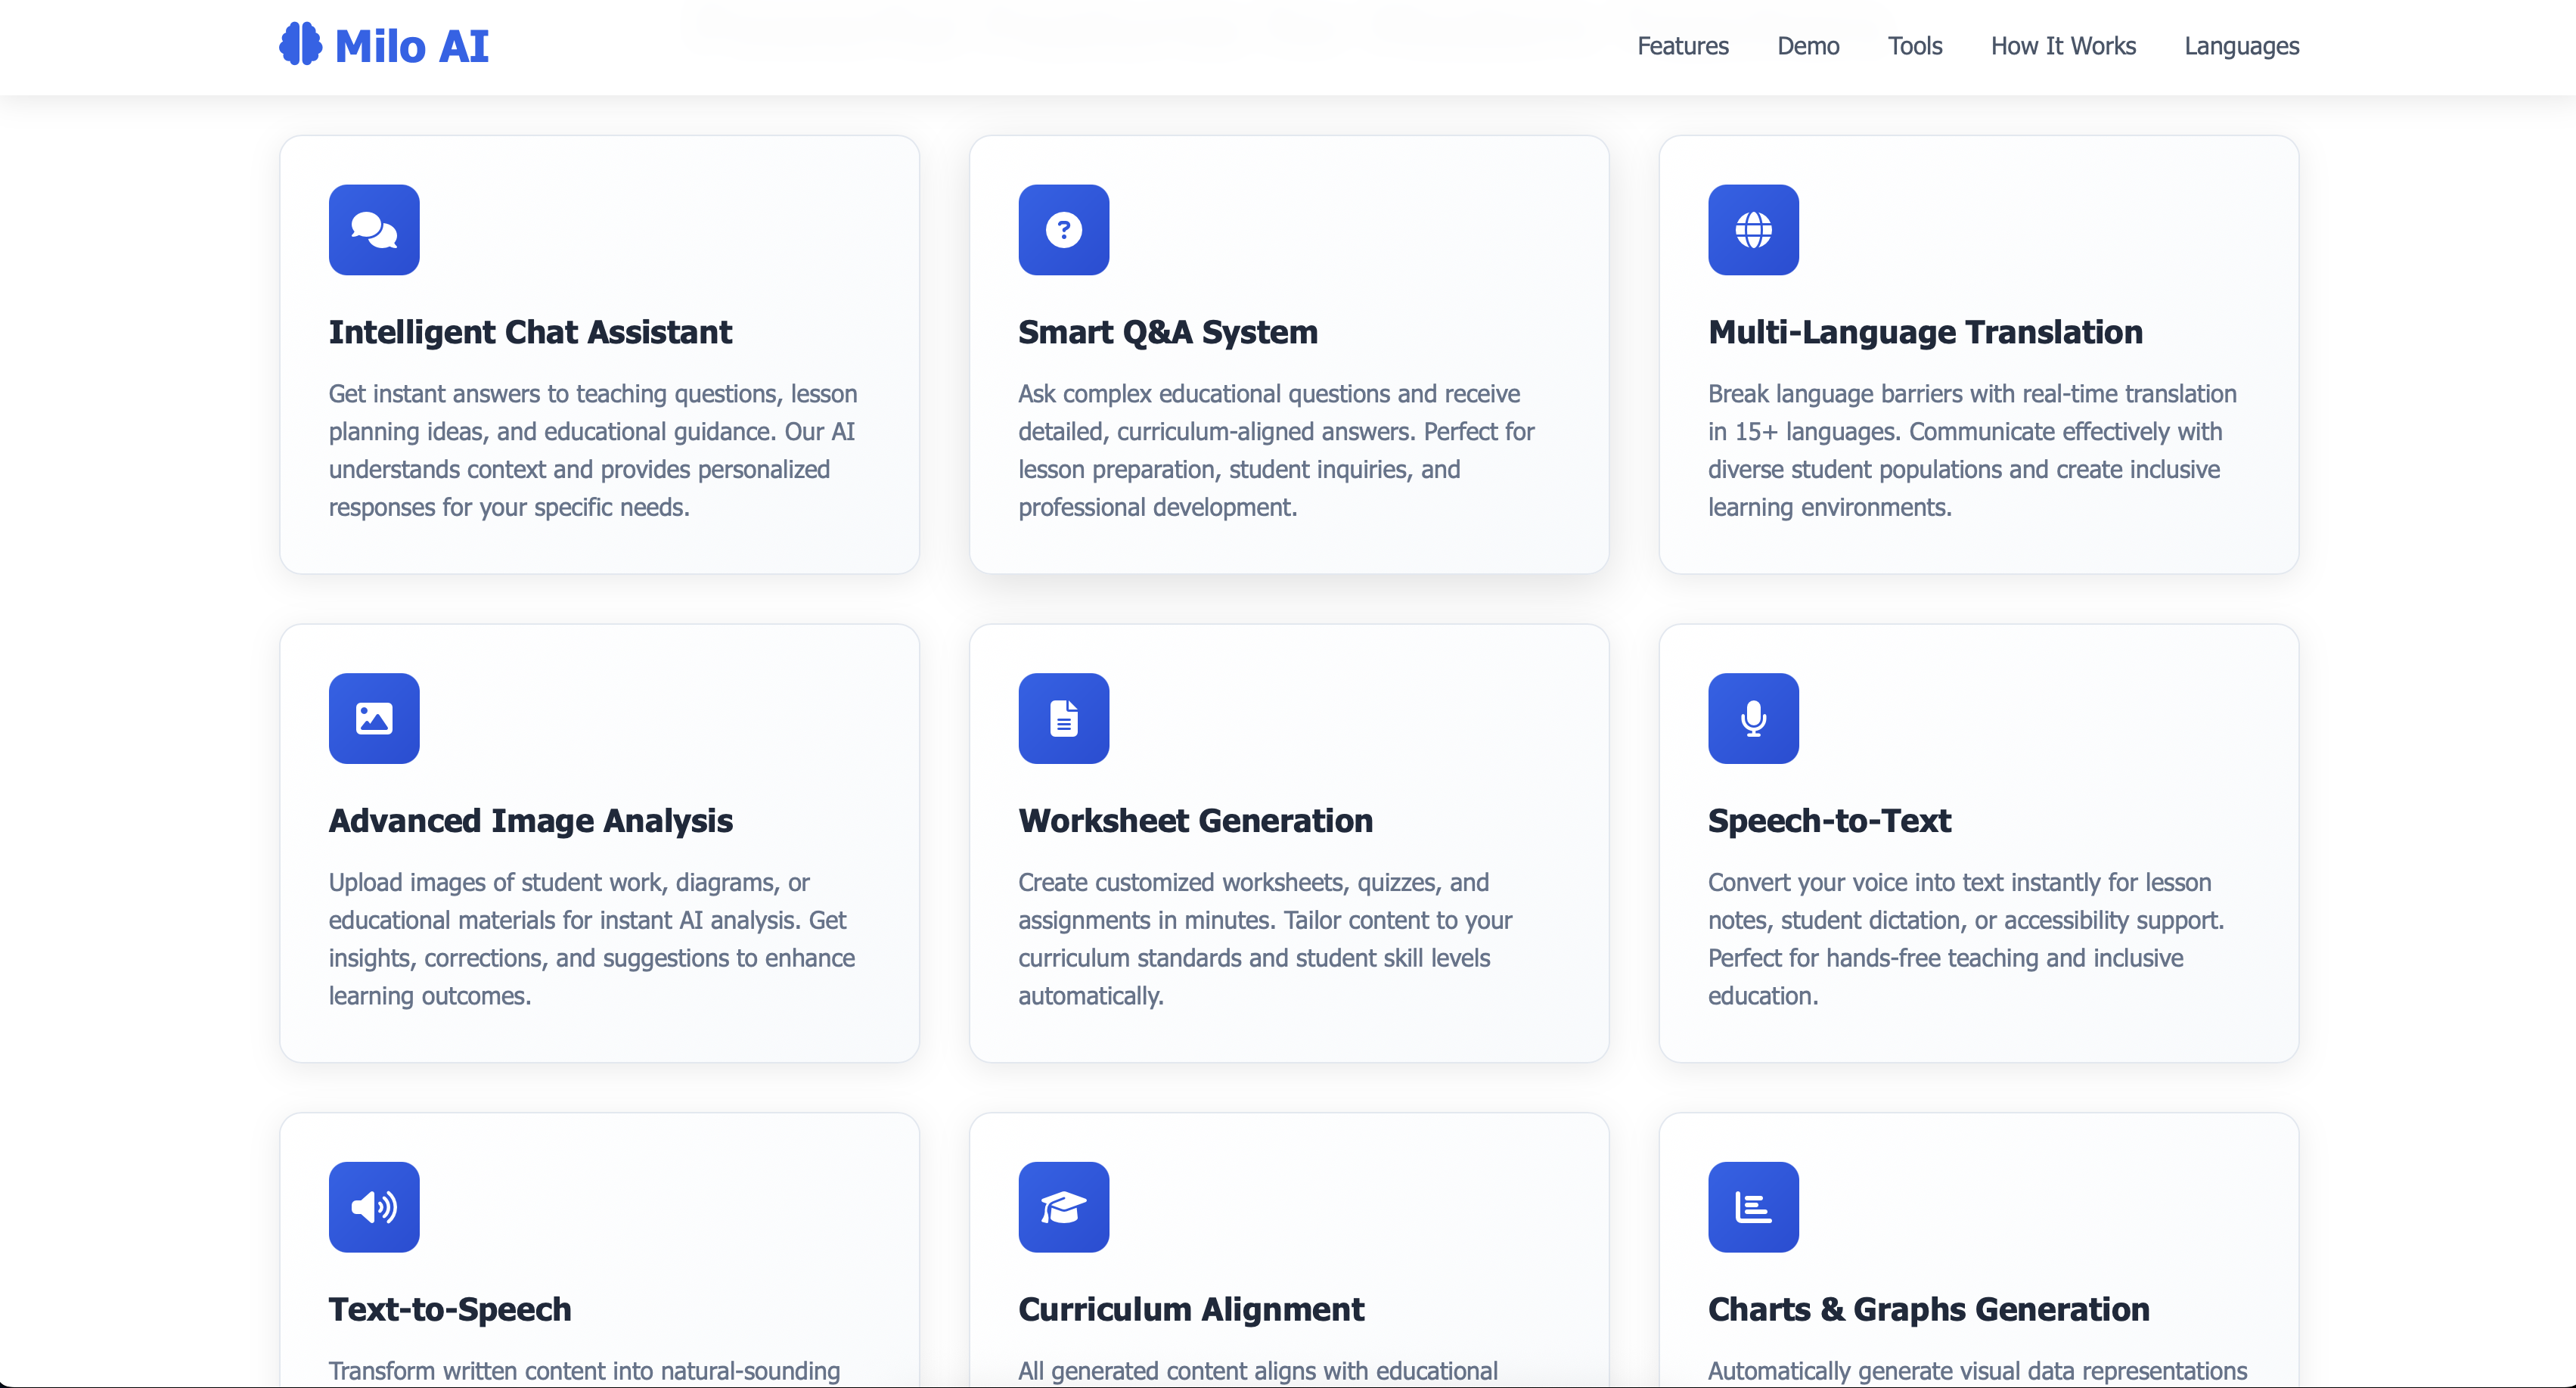 Milo AI
Features
Demo
Tools
How It Works
Languages
Intelligent Chat Assistant
Get instant answers to teaching questions, lesson
planning ideas, and educational guidance. Our AI
understands context and provides personalized
responses for your specific needs.
Smart Q&A System
Ask complex educational questions and receive
detailed, curriculum-aligned answers. Perfect for
lesson preparation, student inquiries, and
professional development.
Multi-Language Translation
Break language barriers with real-time translation
in 15+ languages. Communicate effectively with
diverse student populations and create inclusive
learning environments.
Advanced Image Analysis
Upload images of student work, diagrams, or
educational materials for instant AI analysis. Get
insights, corrections, and suggestions to enhance
learning outcomes.
Worksheet Generation
Create customized worksheets, quizzes, and
assignments in minutes. Tailor content to your
curriculum standards and student skill levels
automatically.
Speech-to-Text
Convert your voice into text instantly for lesson
notes, student dictation, or accessibility support.
Perfect for hands-free teaching and inclusive
education.
Text-to-Speech
Transform written content into natural-sounding
Curriculum Alignment
All generated content aligns with educational
Charts & Graphs Generation
Automatically generate visual data representations